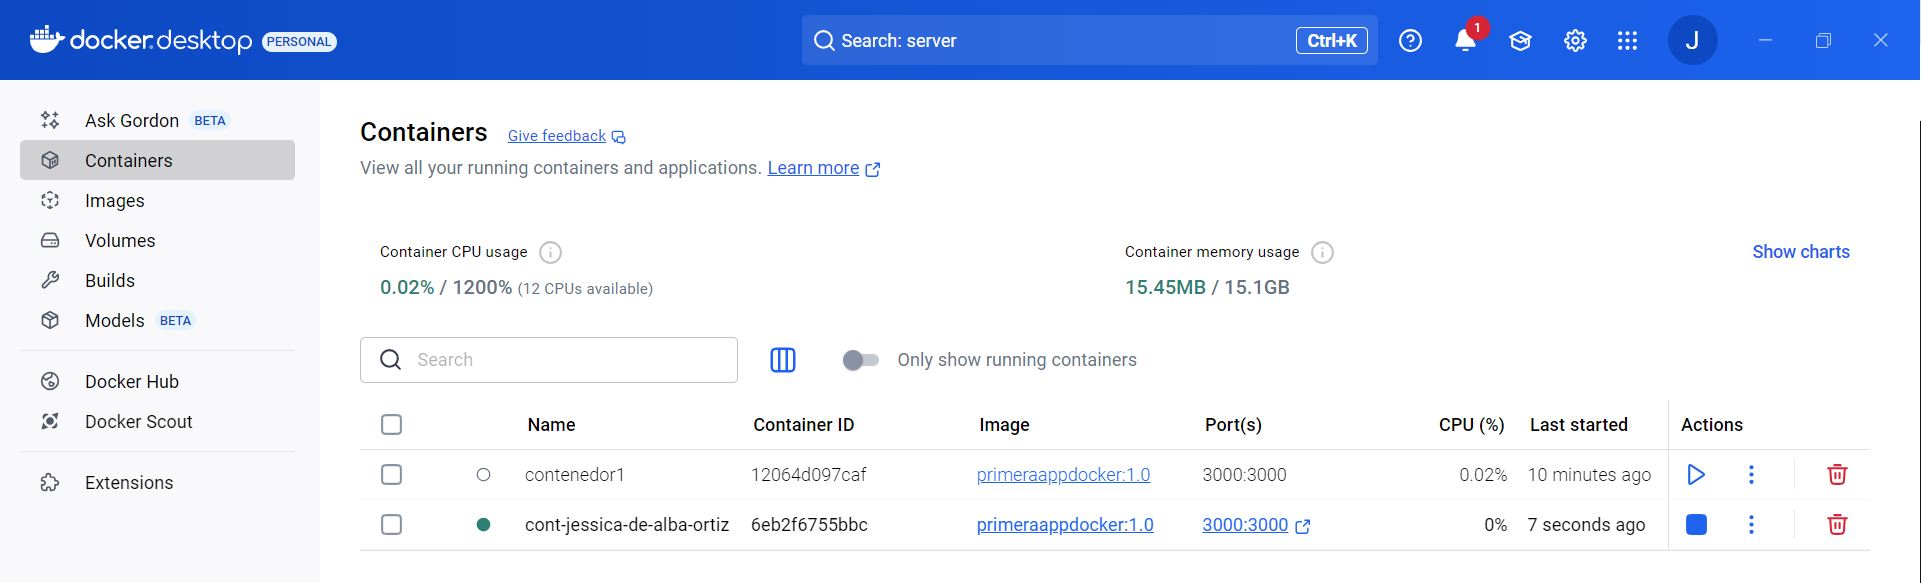 docker.desktop PERSONAL Search: server Ctrl+K 1 J
Ask Gordon BETA
Containers
Images
Volumes
Builds
Models BETA
Docker Hub
Docker Scout
Extensions
Containers Give feedback
View all your running containers and applications. Learn more
Container CPU usage
0.02% / 1200% (12 CPUs available)
Container memory usage
15.45MB / 15.1GB
Show charts
Search
Only show running containers
Name Container ID Image Port(s) CPU (%) Last started Actions
contenedor1 12064d097caf primeraappdocker:1.0 3000:3000 0.02% 10 minutes ago
cont-jessica-de-alba-ortiz 6eb2f6755bbc primeraappdocker:1.0 3000:3000 0% 7 seconds ago